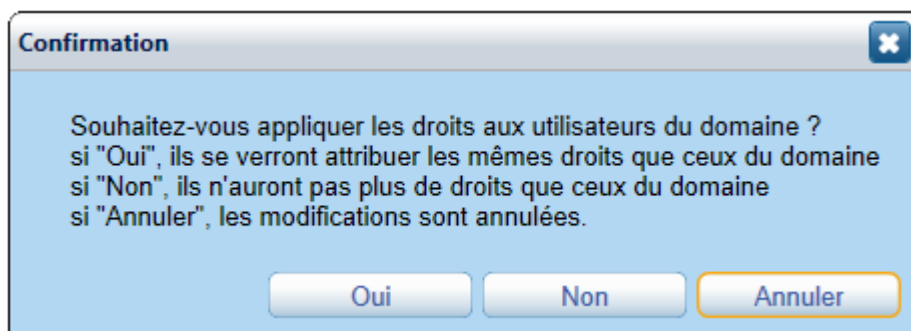 Confirmation
Souhaitez-vous appliquer les droits aux utilisateurs du domaine ?
si "Oui", ils se verront attribuer les mêmes droits que ceux du domaine
si "Non", ils n'auront pas plus de droits que ceux du domaine
si "Annuler", les modifications sont annulées.
Oui Non Annuler